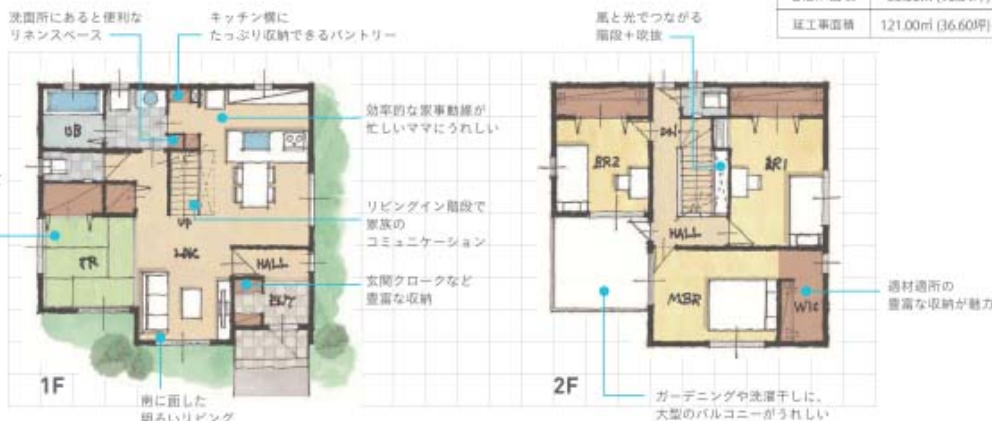 洗面所にあると便利な
リネンスペース
キッチン横に
たっぷり収納できるパントリー
風と光でつながる
階段+吹抜
延工事面積 121.00㎡ (36.60坪)
効率的な家事動線が
忙しいママにうれしい
リビングイン階段で
家族の
コミュニケーション
玄関クロークなど
豊富な収納
適材適所の
豊富な収納が魅力
UB
UP
LDK
TR
HALL
ENT
1F
南に面した
明るいリビング
BR2
DN
BR1
HALL
MBR
WIC
2F
ガーデニングや洗濯干しに、
大型のバルコニーがうれしい